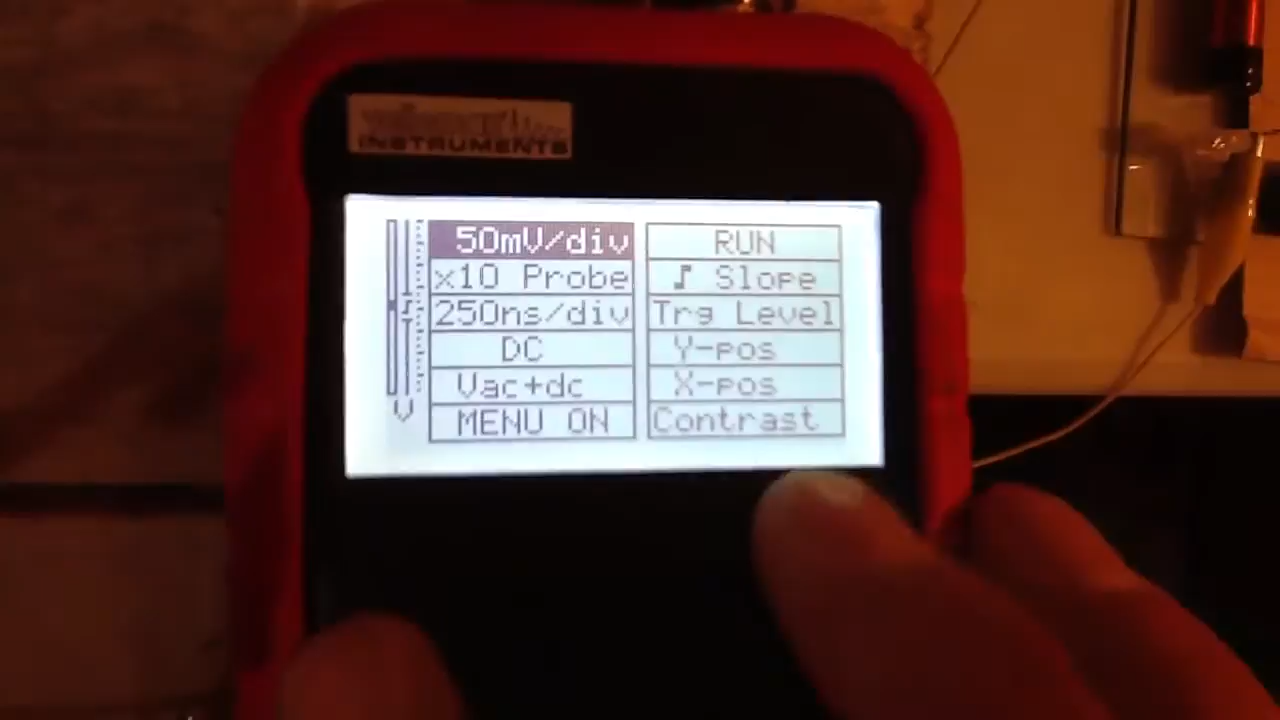 INSTRUMENTS
50mV/div
x10 Probe
250ns/div
DC
Vac+dc
MENU ON
RUN
Slope
Trg Level
Y-pos
X-pos
Contrast
V